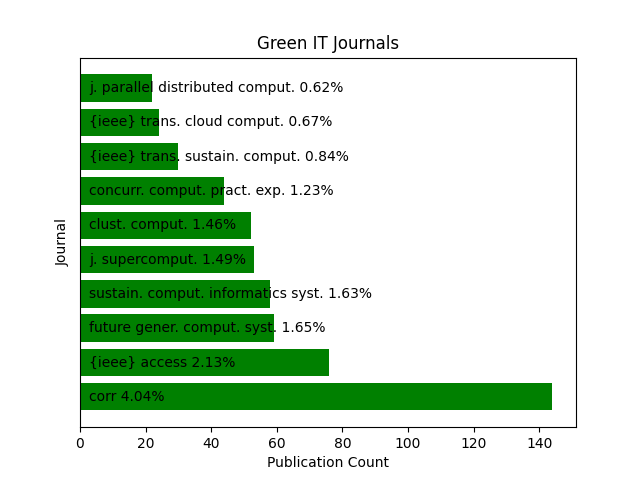 Green IT Journals
j. parallel distributed comput. 0.62%
{ieee} trans. cloud comput. 0.67%
{ieee} trans. sustain. comput. 0.84%
concurr. comput. pract. exp. 1.23%
clust. comput. 1.46%
j. supercomput. 1.49%
sustain. comput. informatics syst. 1.63%
future gener. comput. syst. 1.65%
{ieee} access 2.13%
corr 4.04%
Journal
0 20 40 60 80 100 120 140
Publication Count